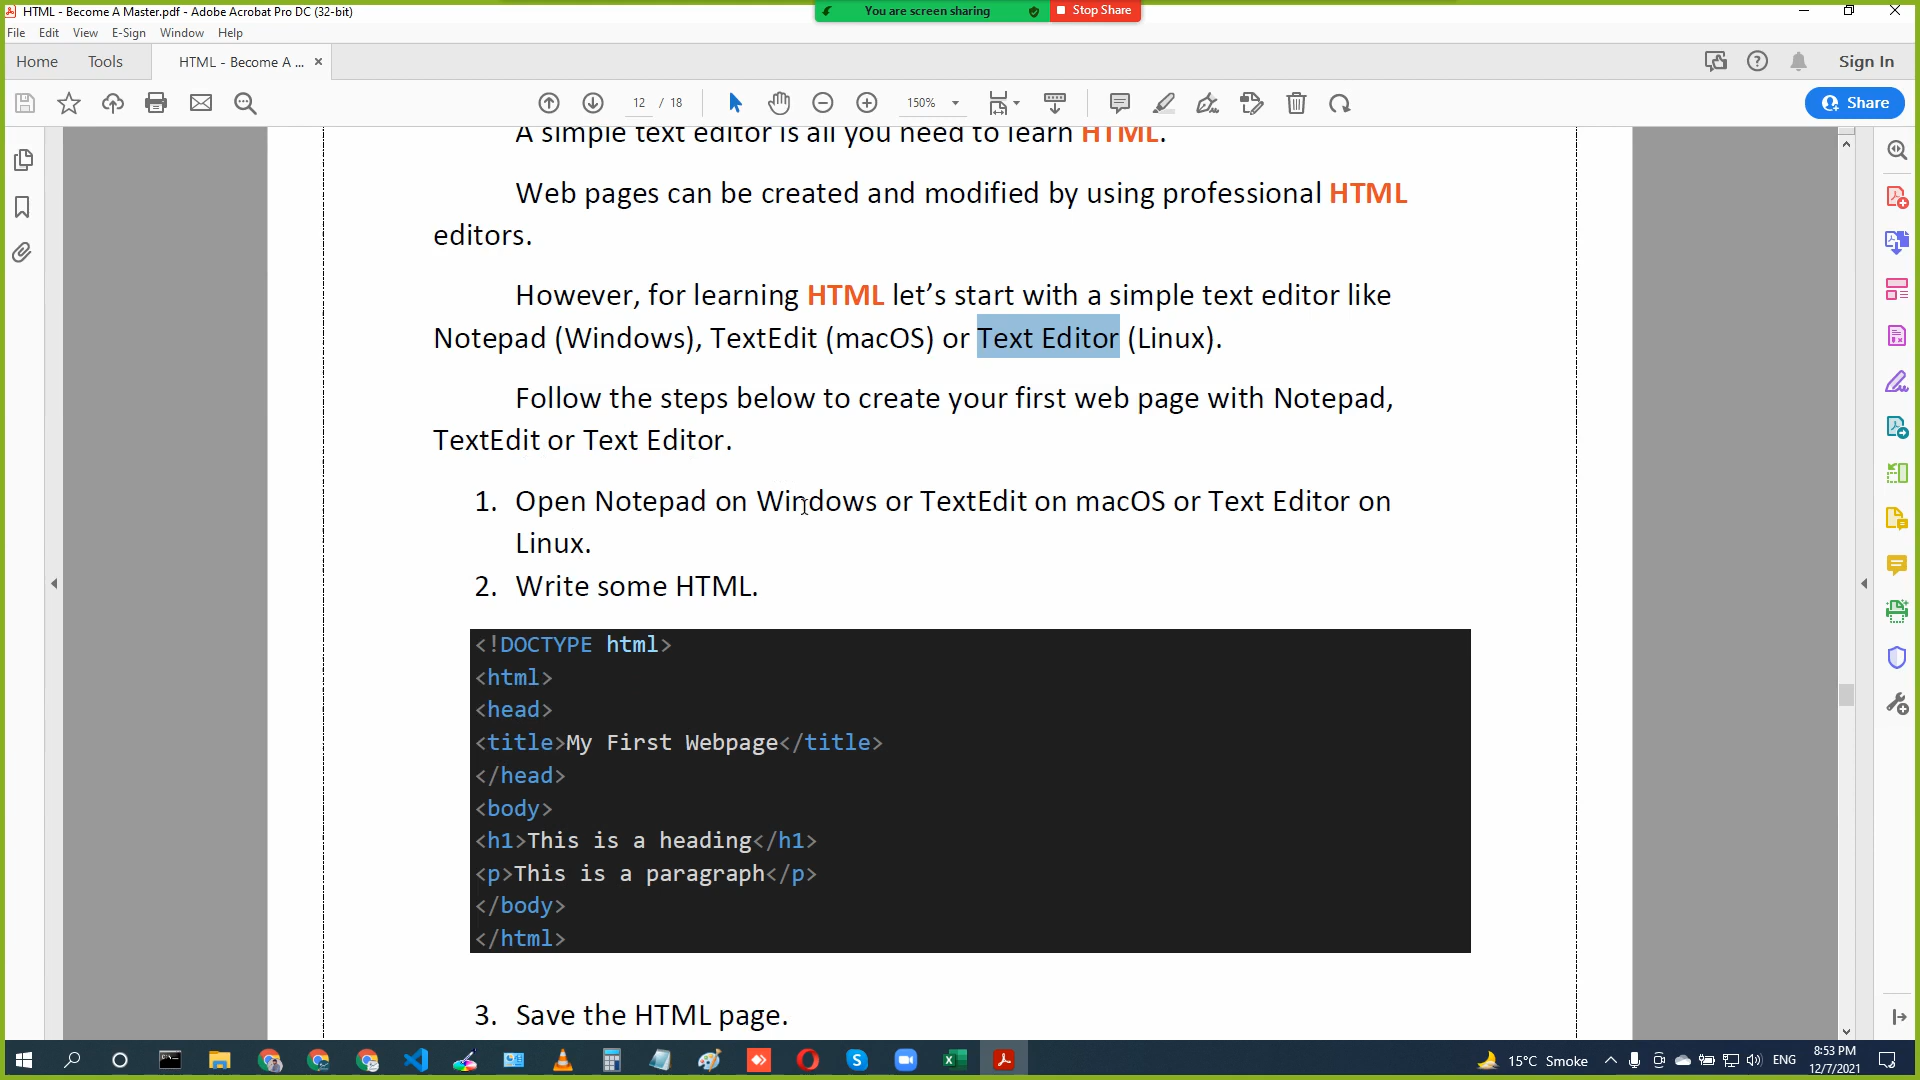 HTML - Become A Master.pdf - Adobe Acrobat Pro DC (32-bit)
You are screen sharing
Stop Share
File Edit View E-Sign Window Help
Home Tools HTML - Become A ... ×
Sign In
12 / 18
150%
Share
A simple text editor is all you need to learn HTML.
Web pages can be created and modified by using professional HTML
editors.
However, for learning HTML let’s start with a simple text editor like
Notepad (Windows), TextEdit (macOS) or Text Editor (Linux).
Follow the steps below to create your first web page with Notepad,
TextEdit or Text Editor.
1. Open Notepad on Windows or TextEdit on macOS or Text Editor on
Linux.
2. Write some HTML.
<!DOCTYPE html>
<html>
<head>
<title>My First Webpage</title>
</head>
<body>
<h1>This is a heading</h1>
<p>This is a paragraph</p>
</body>
</html>
3. Save the HTML page.
15°C Smoke
ENG
8:53 PM
12/7/2021